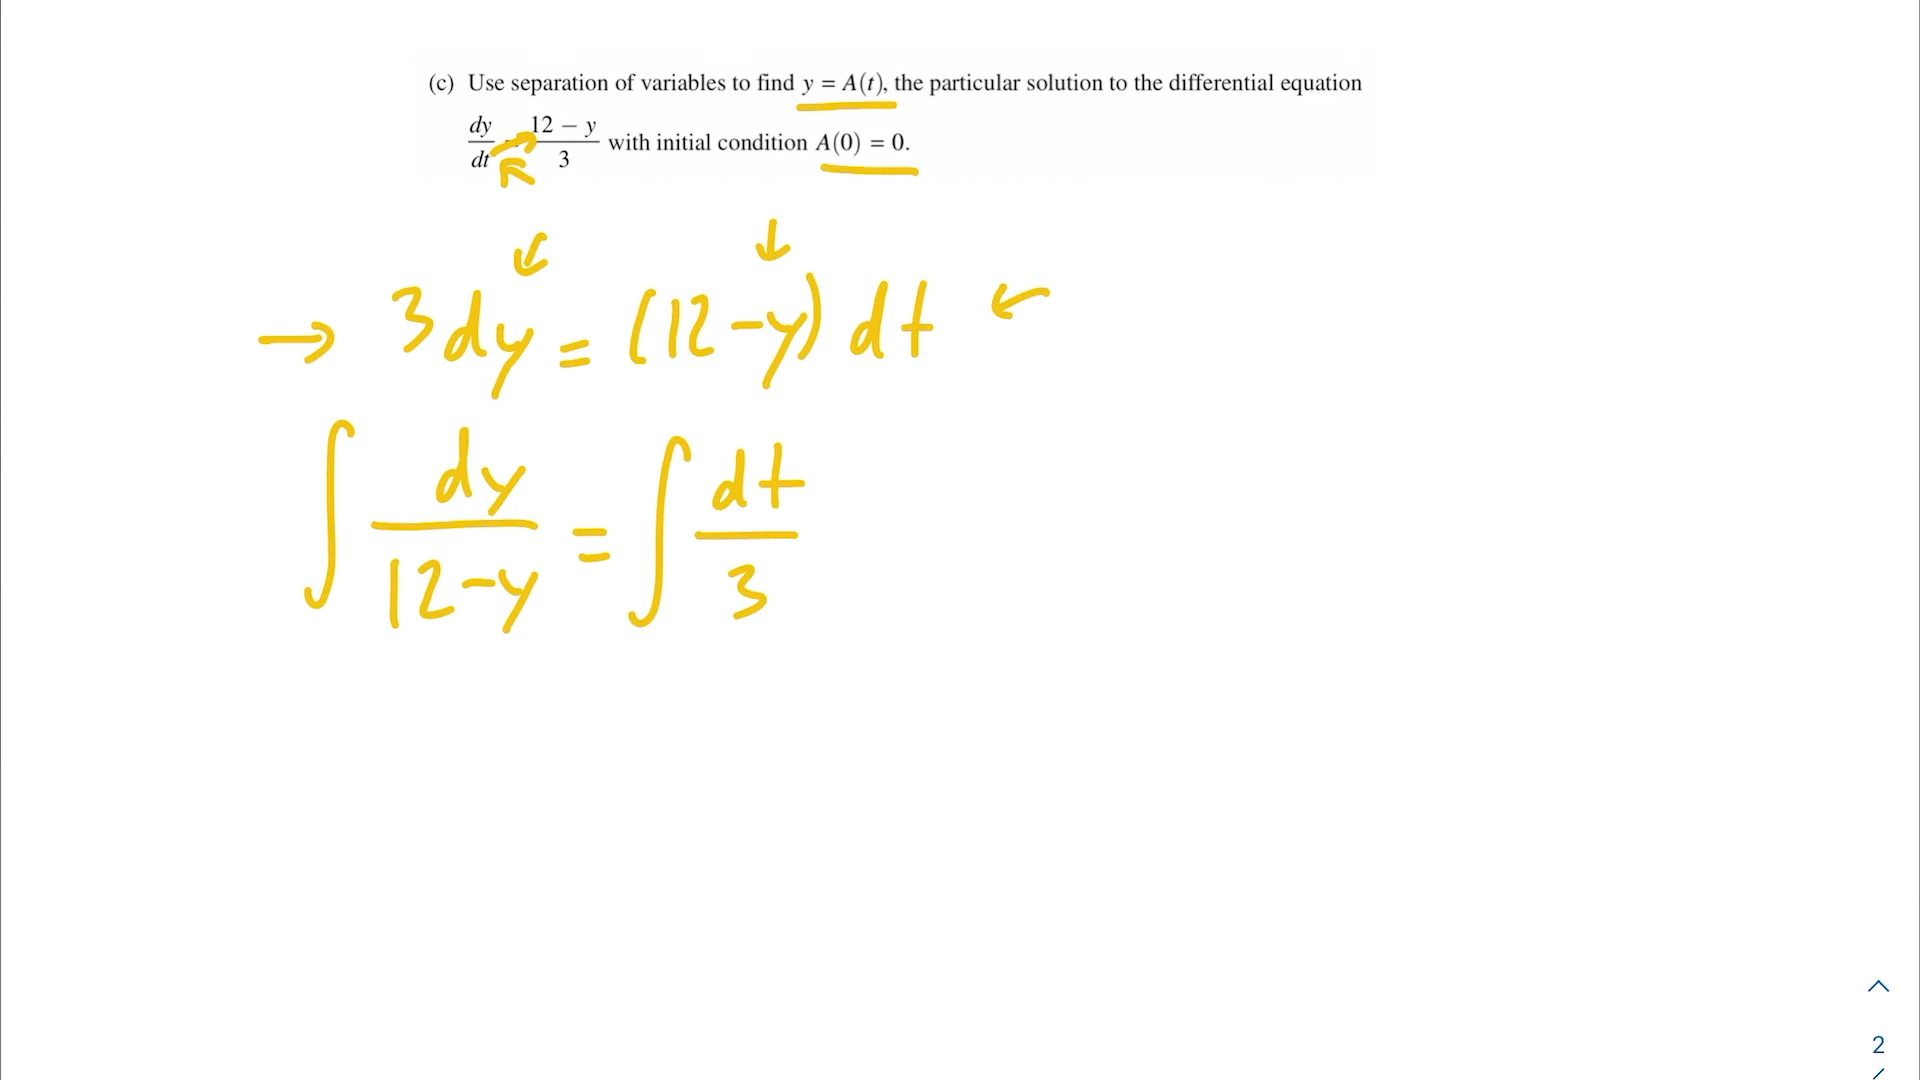 (c) Use separation of variables to find y = A(t), the particular solution to the differential equation
dy/dt = (12 − y)/3 with initial condition A(0) = 0.
→ 3dy = (12-y) dt
∫ dy/(12-y) = ∫ dt/3
2